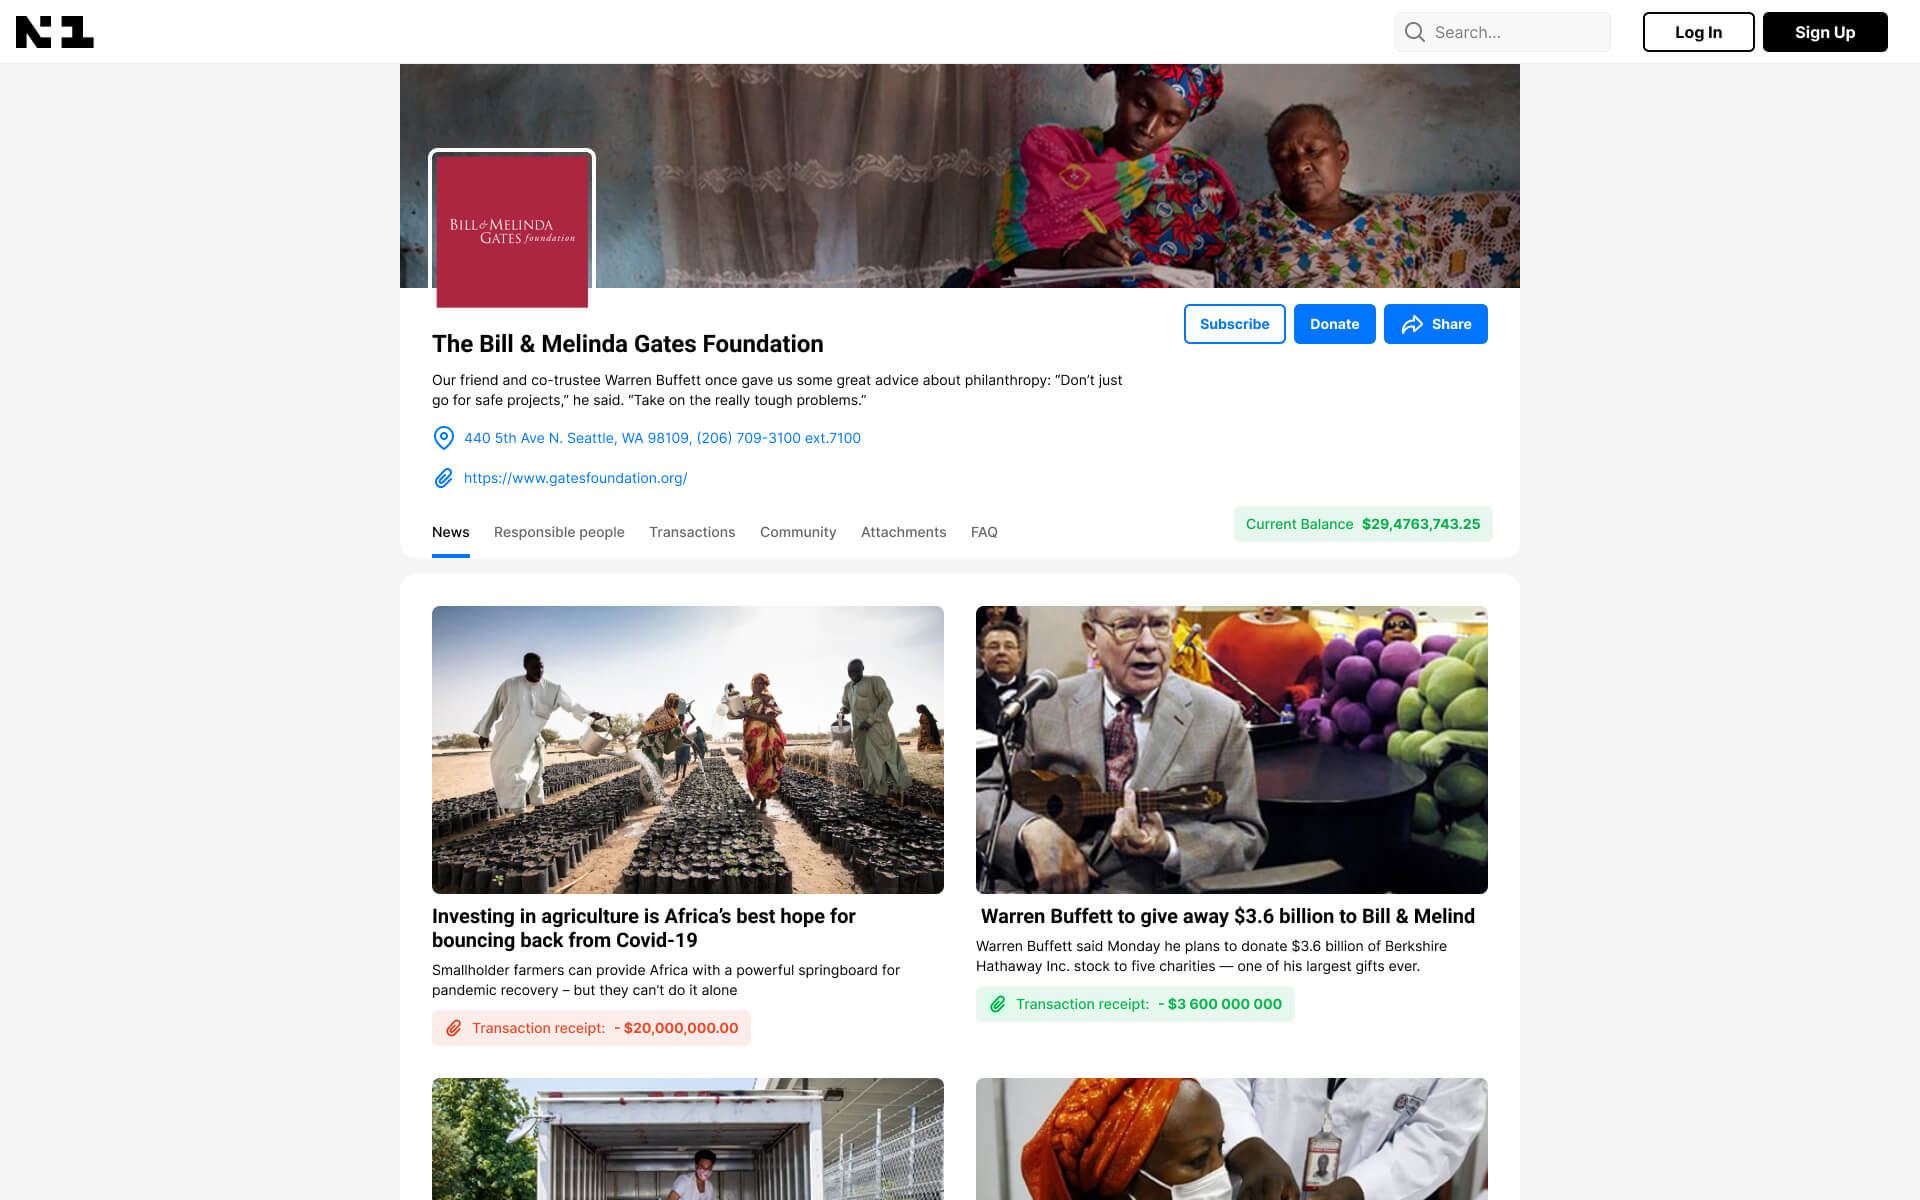 N1
Search...
Log In
Sign Up
BILL & MELINDA
GATES foundation
Subscribe
Donate
Share
The Bill & Melinda Gates Foundation
Our friend and co-trustee Warren Buffett once gave us some great advice about philanthropy: “Don’t just
go for safe projects,” he said. “Take on the really tough problems.”
440 5th Ave N. Seattle, WA 98109, (206) 709-3100 ext.7100
https://www.gatesfoundation.org/
News
Responsible people
Transactions
Community
Attachments
FAQ
Current Balance $29,4763,743.25
Investing in agriculture is Africa’s best hope for
bouncing back from Covid-19
Smallholder farmers can provide Africa with a powerful springboard for
pandemic recovery – but they can’t do it alone
Transaction receipt: - $20,000,000.00
Warren Buffett to give away $3.6 billion to Bill & Melind
Warren Buffett said Monday he plans to donate $3.6 billion of Berkshire
Hathaway Inc. stock to five charities — one of his largest gifts ever.
Transaction receipt: - $3 600 000 000